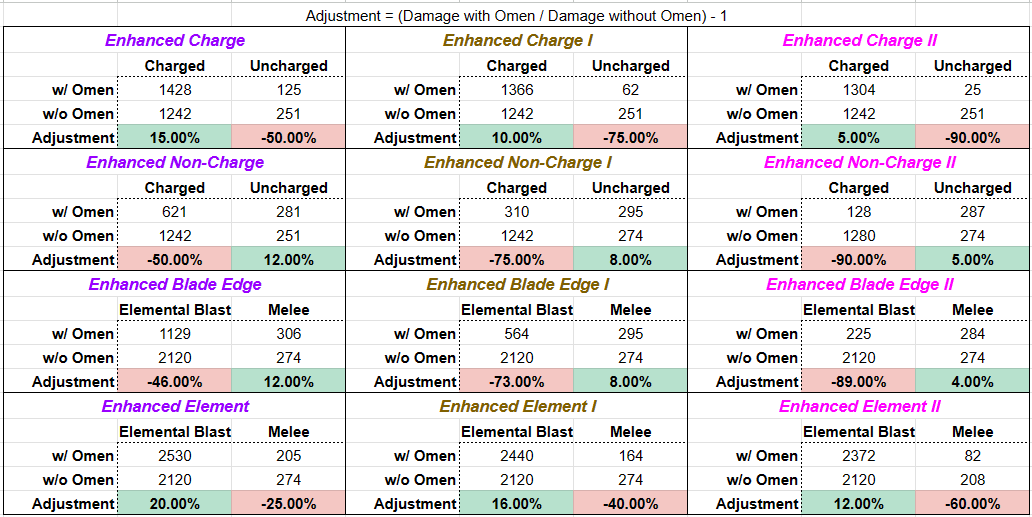 Adjustment = (Damage with Omen / Damage without Omen) - 1
Enhanced Charge Enhanced Charge I Enhanced Charge II
Charged Uncharged Charged Uncharged Charged Uncharged
w/ Omen 1428 125 w/ Omen 1366 62 w/ Omen 1304 25
w/o Omen 1242 251 w/o Omen 1242 251 w/o Omen 1242 251
Adjustment 15.00% -50.00% Adjustment 10.00% -75.00% Adjustment 5.00% -90.00%
Enhanced Non-Charge Enhanced Non-Charge I Enhanced Non-Charge II
Charged Uncharged Charged Uncharged Charged Uncharged
w/ Omen 621 281 w/ Omen 310 295 w/ Omen 128 287
w/o Omen 1242 251 w/o Omen 1242 274 w/o Omen 1280 274
Adjustment -50.00% 12.00% Adjustment -75.00% 8.00% Adjustment -90.00% 5.00%
Enhanced Blade Edge Enhanced Blade Edge I Enhanced Blade Edge II
Elemental Blast Melee Elemental Blast Melee Elemental Blast Melee
w/ Omen 1129 306 w/ Omen 564 295 w/ Omen 225 284
w/o Omen 2120 274 w/o Omen 2120 274 w/o Omen 2120 274
Adjustment -46.00% 12.00% Adjustment -73.00% 8.00% Adjustment -89.00% 4.00%
Enhanced Element Enhanced Element I Enhanced Element II
Elemental Blast Melee Elemental Blast Melee Elemental Blast Melee
w/ Omen 2530 205 w/ Omen 2440 164 w/ Omen 2372 82
w/o Omen 2120 274 w/o Omen 2120 274 w/o Omen 2120 208
Adjustment 20.00% -25.00% Adjustment 16.00% -40.00% Adjustment 12.00% -60.00%